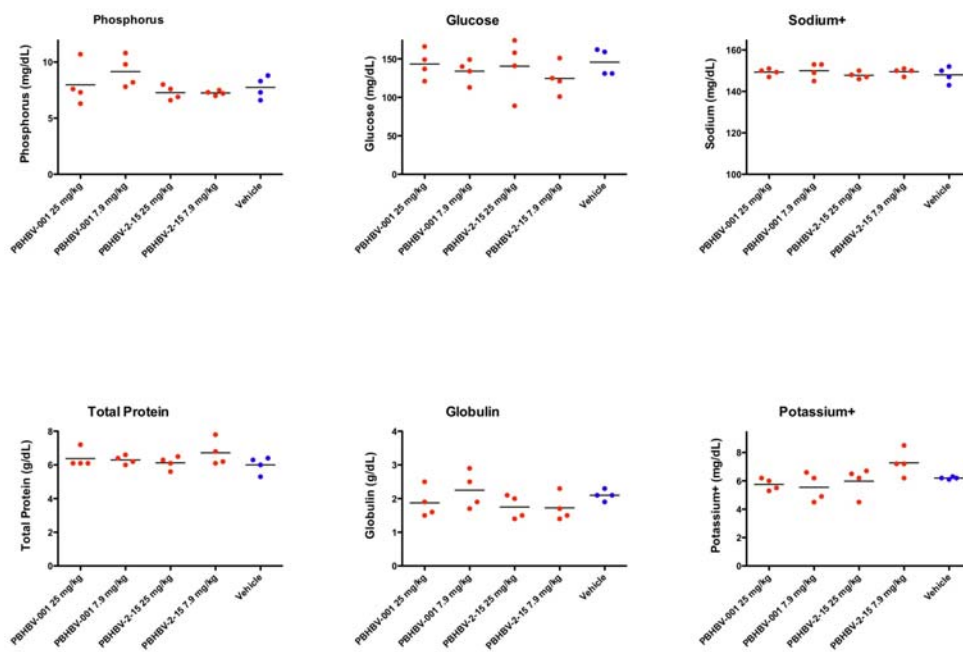 Phosphorus
Phosphorus (mg/dL)
10
5
0
PBHBV-001 25 mg/kg
PBHBV-001 7.9 mg/kg
PBHBV-2-15 25 mg/kg
PBHBV-2-15 7.9 mg/kg
Vehicle
Glucose
Glucose (mg/dL)
150
100
50
0
PBHBV-001 25 mg/kg
PBHBV-001 7.9 mg/kg
PBHBV-2-15 25 mg/kg
PBHBV-2-15 7.9 mg/kg
Vehicle
Sodium+
Sodium (mg/dL)
160
140
120
100
PBHBV-001 25 mg/kg
PBHBV-001 7.9 mg/kg
PBHBV-2-15 25 mg/kg
PBHBV-2-15 7.9 mg/kg
Vehicle
Total Protein
Total Protein (g/dL)
8
6
4
2
0
PBHBV-001 25 mg/kg
PBHBV-001 7.9 mg/kg
PBHBV-2-15 25 mg/kg
PBHBV-2-15 7.9 mg/kg
Vehicle
Globulin
Globulin (g/dL)
4
3
2
1
0
PBHBV-001 25 mg/kg
PBHBV-001 7.9 mg/kg
PBHBV-2-15 25 mg/kg
PBHBV-2-15 7.9 mg/kg
Vehicle
Potassium+
Potassium+ (mg/dL)
8
6
4
2
0
PBHBV-001 25 mg/kg
PBHBV-001 7.9 mg/kg
PBHBV-2-15 25 mg/kg
PBHBV-2-15 7.9 mg/kg
Vehicle